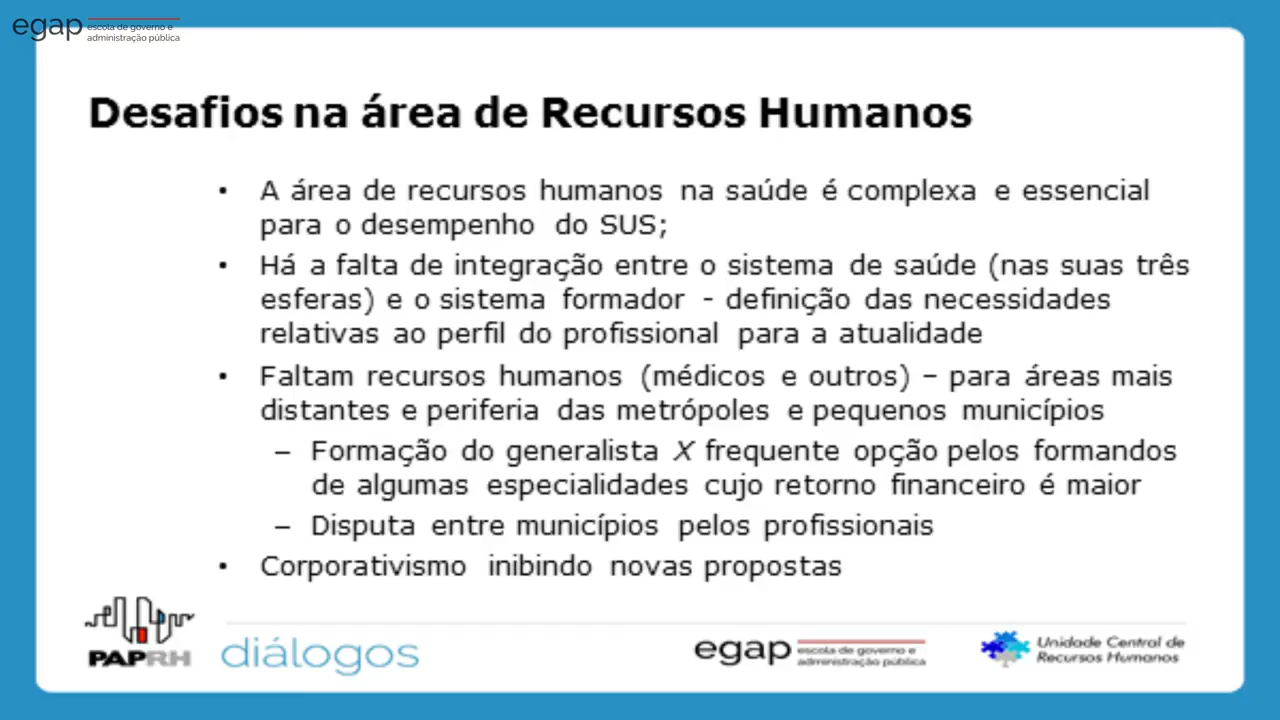 egap escola de governo e
administração pública
Desafios na área de Recursos Humanos
• A área de recursos humanos na saúde é complexa e essencial
para o desempenho do SUS;
• Há a falta de integração entre o sistema de saúde (nas suas três
esferas) e o sistema formador - definição das necessidades
relativas ao perfil do profissional para a atualidade
• Faltam recursos humanos (médicos e outros) – para áreas mais
distantes e periferia das metrópoles e pequenos municípios
– Formação do generalista X frequente opção pelos formandos
de algumas especialidades cujo retorno financeiro é maior
– Disputa entre municípios pelos profissionais
• Corporativismo inibindo novas propostas
PAPRH
diálogos
egap escola de governo e
administração pública
Unidade Central de
Recursos Humanos